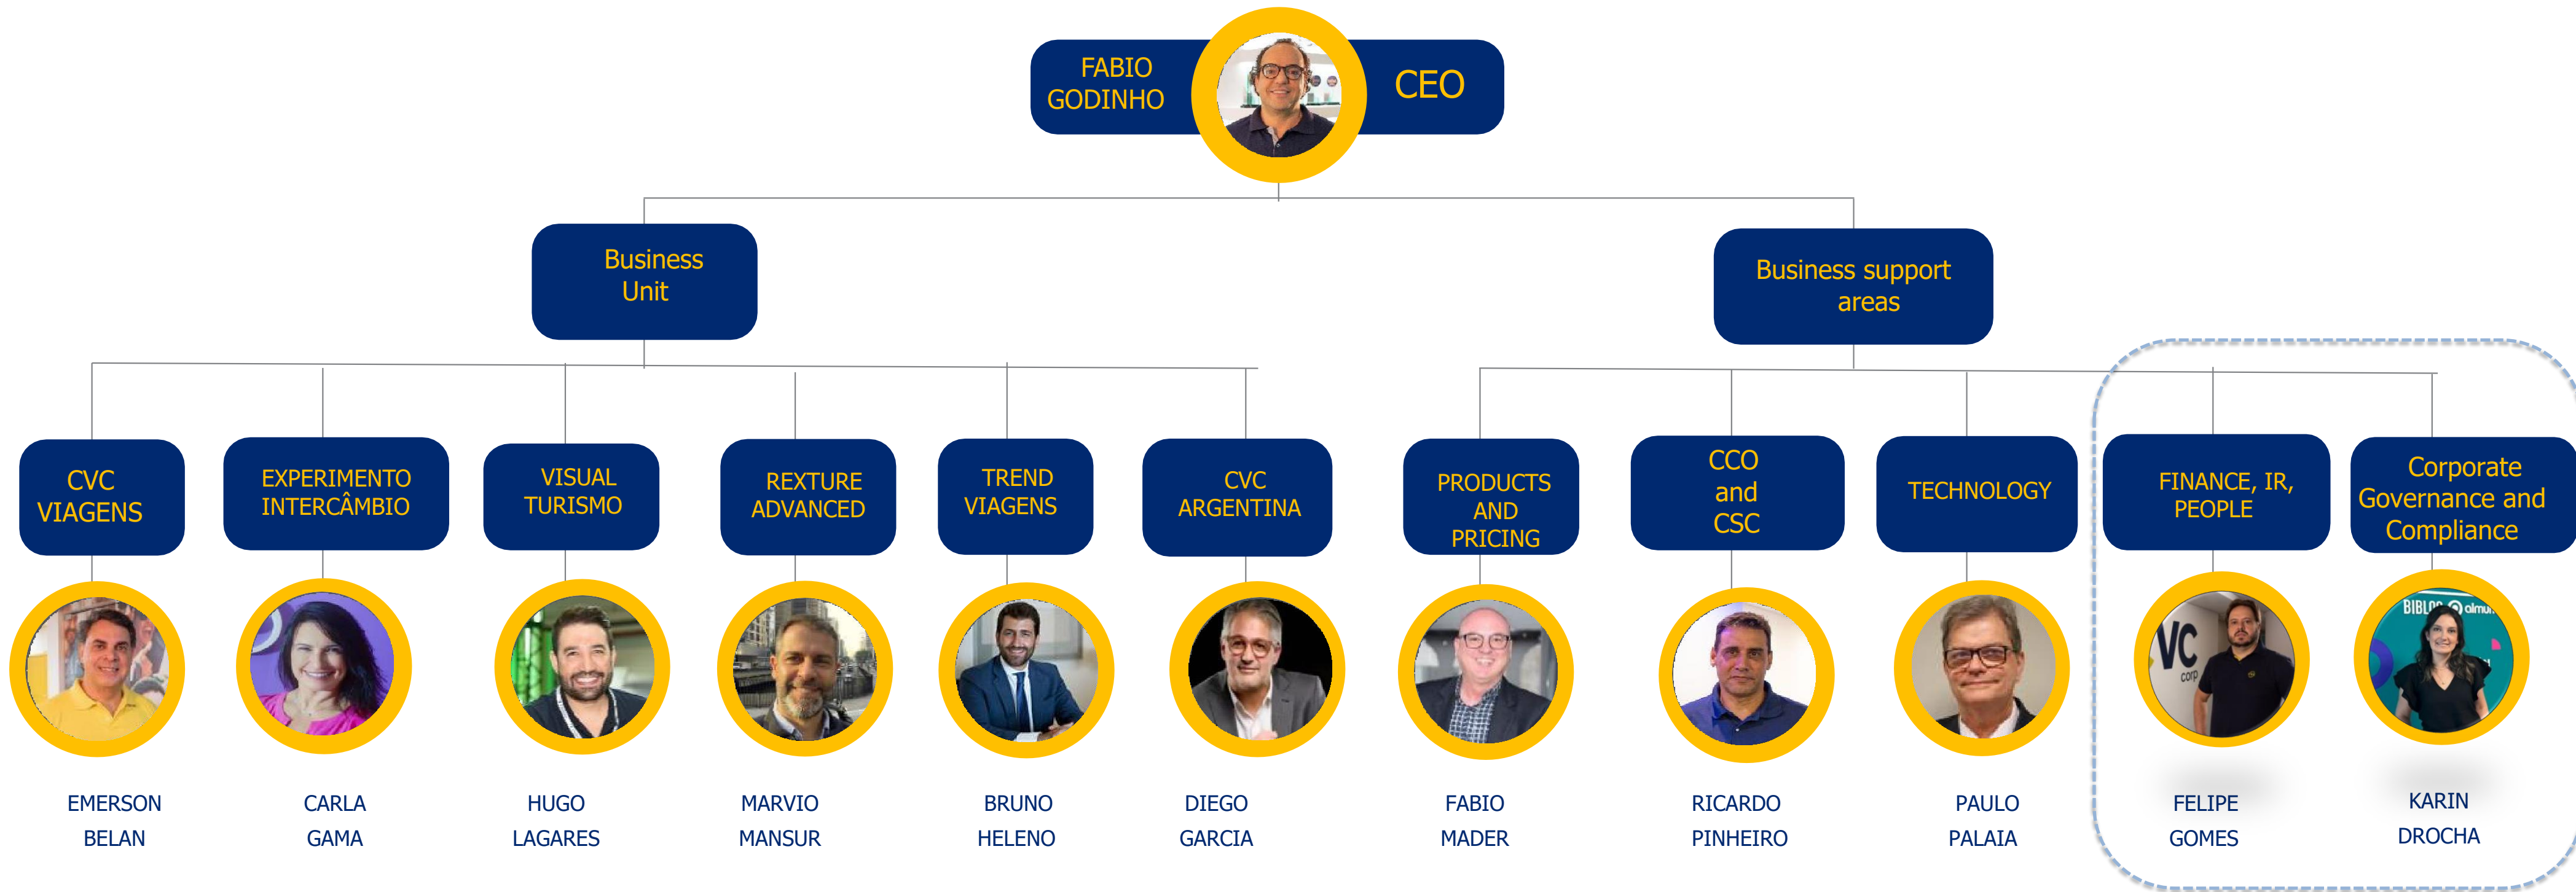 FABIO
GODINHO
CEO
Business
Unit
Business support
areas
CVC
VIAGENS
EXPERIMENTO
INTERCÂMBIO
VISUAL
TURISMO
REXTURE
ADVANCED
TREND
VIAGENS
CVC
ARGENTINA
PRODUCTS
AND
PRICING
CCO
and
CSC
TECHNOLOGY
FINANCE, IR,
PEOPLE
Corporate
Governance and
Compliance
VC
corp
EMERSON
BELAN
CARLA
GAMA
HUGO
LAGARES
MARVIO
MANSUR
BRUNO
HELENO
DIEGO
GARCIA
FABIO
MADER
RICARDO
PINHEIRO
PAULO
PALAIA
FELIPE
GOMES
KARIN
DROCHA